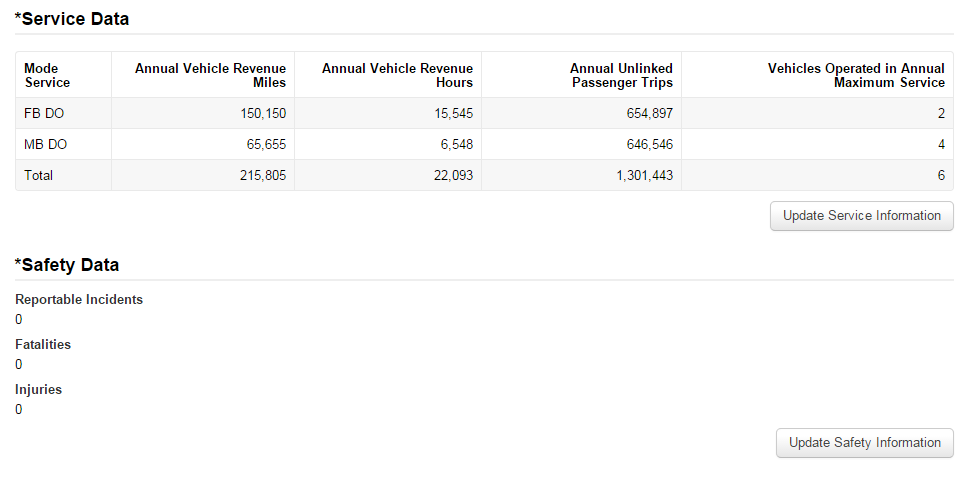 *Service Data
Mode Service Annual Vehicle Revenue Miles Annual Vehicle Revenue Hours Annual Unlinked Passenger Trips Vehicles Operated in Annual Maximum Service
FB DO 150,150 15,545 654,897 2
MB DO 65,655 6,548 646,546 4
Total 215,805 22,093 1,301,443 6
Update Service Information
*Safety Data
Reportable Incidents
0
Fatalities
0
Injuries
0
Update Safety Information